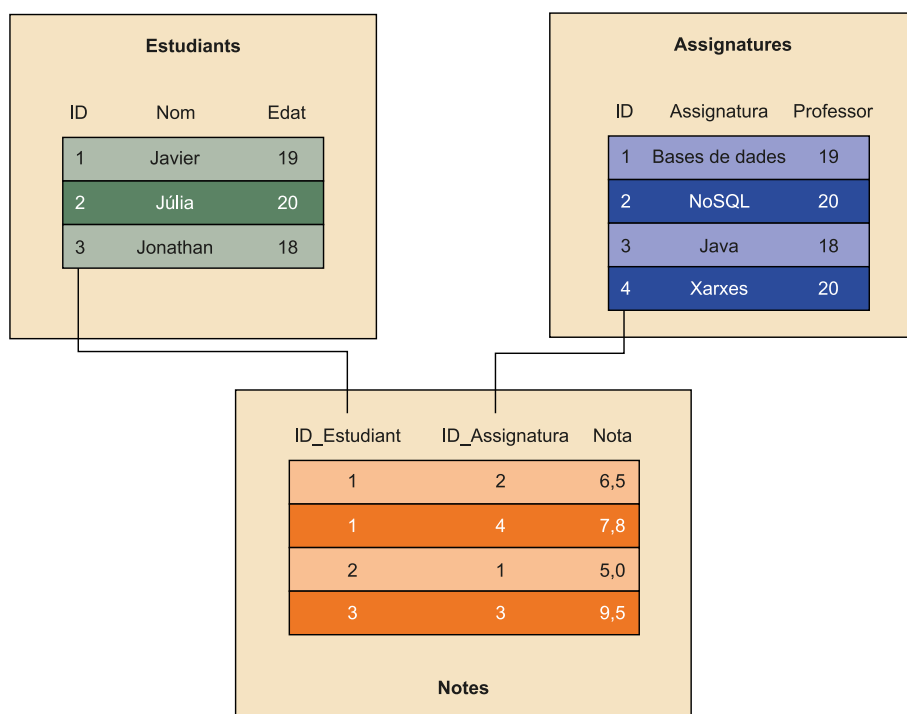 Estudiants
ID Nom Edat
1 Javier 19
2 Júlia 20
3 Jonathan 18
Assignatures
ID Assignatura Professor
1 Bases de dades 19
2 NoSQL 20
3 Java 18
4 Xarxes 20
ID_Estudiant ID_Assignatura Nota
1 2 6,5
1 4 7,8
2 1 5,0
3 3 9,5
Notes